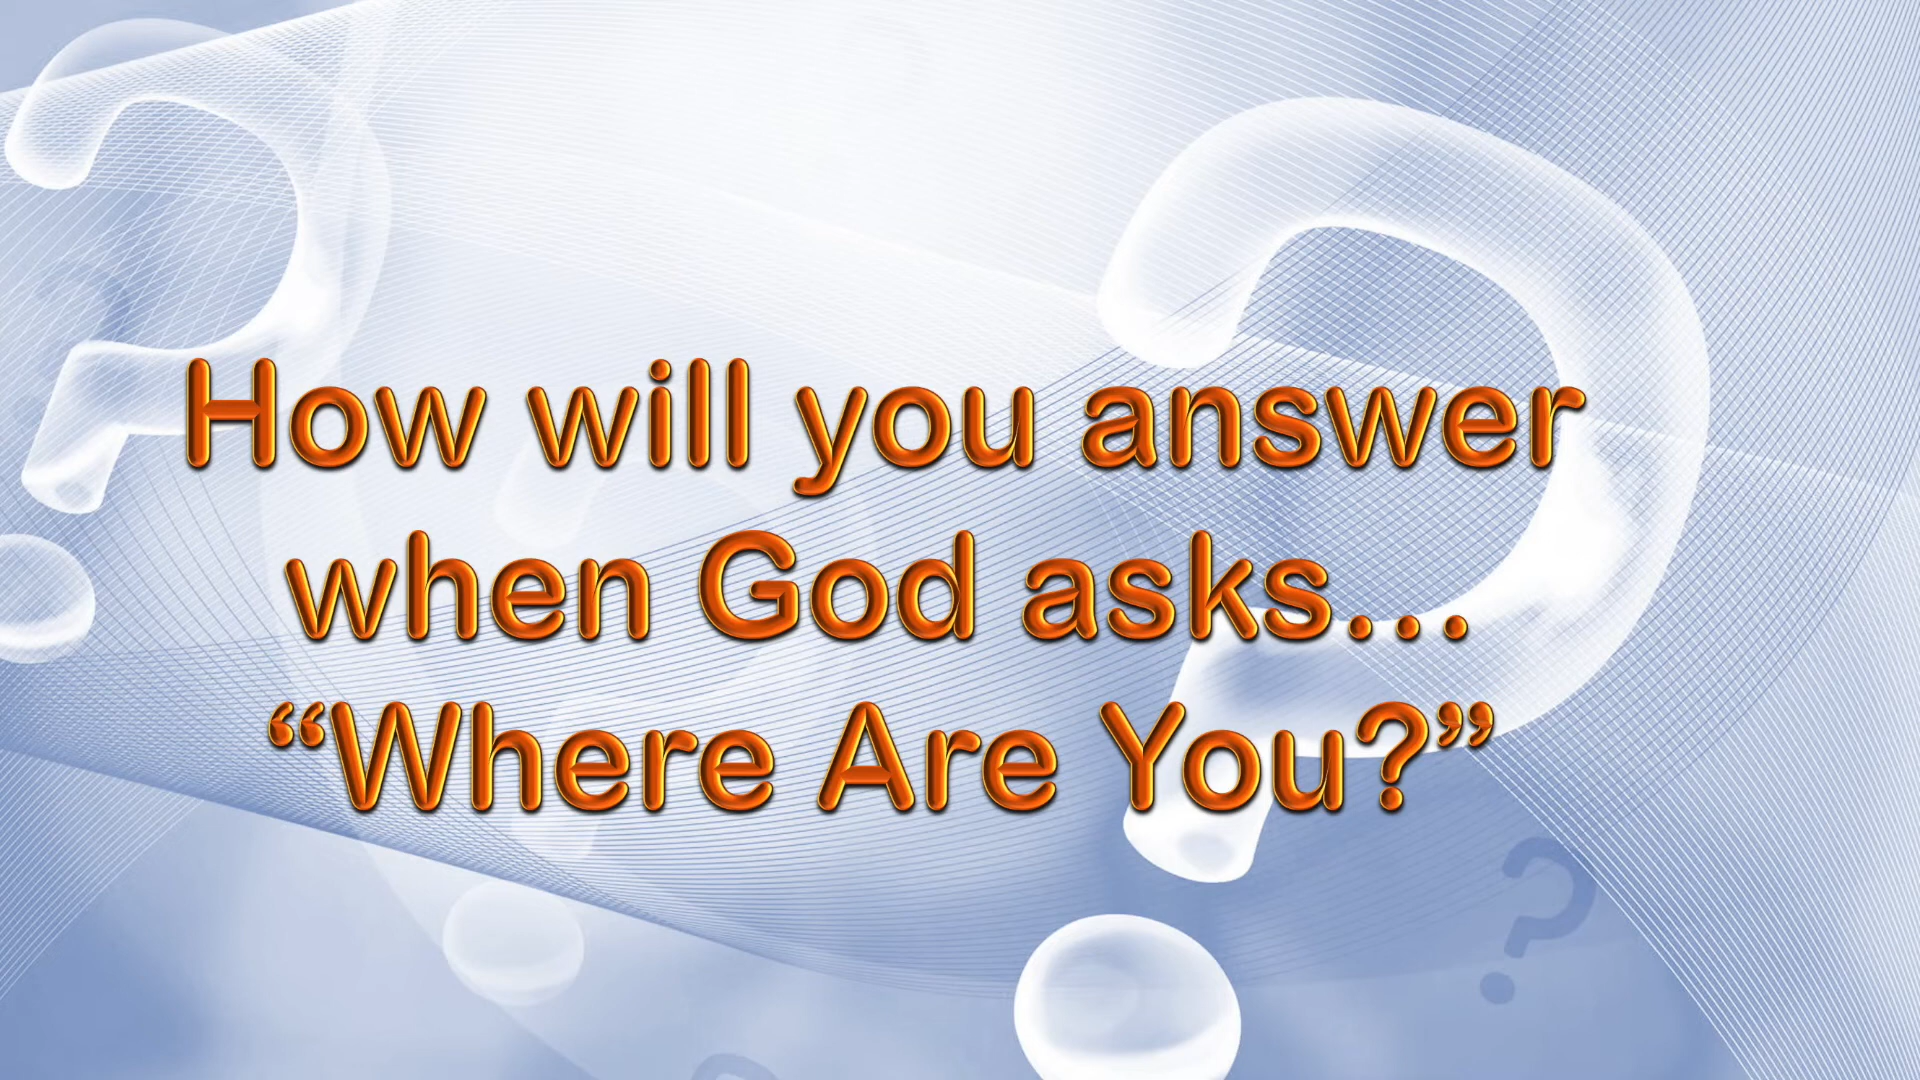 How will you answer
when God asks...
“Where Are You?”